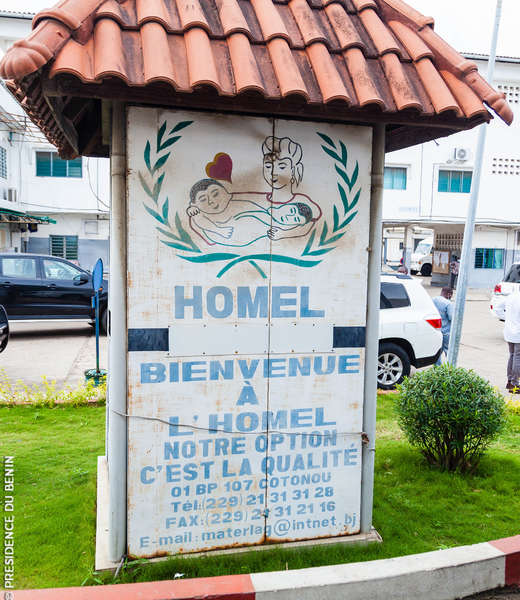 HOMEL
BIENVENUE
À
L'HOMEL
NOTRE OPTION
C'EST LA QUALITÉ
01 BP 107 COTONOU
Tél:(229) 21 31 31 28
FAX:(229) 21 31 21 16
E-mail: materlag@intnet.bj
© PRESIDENCE DU BENIN